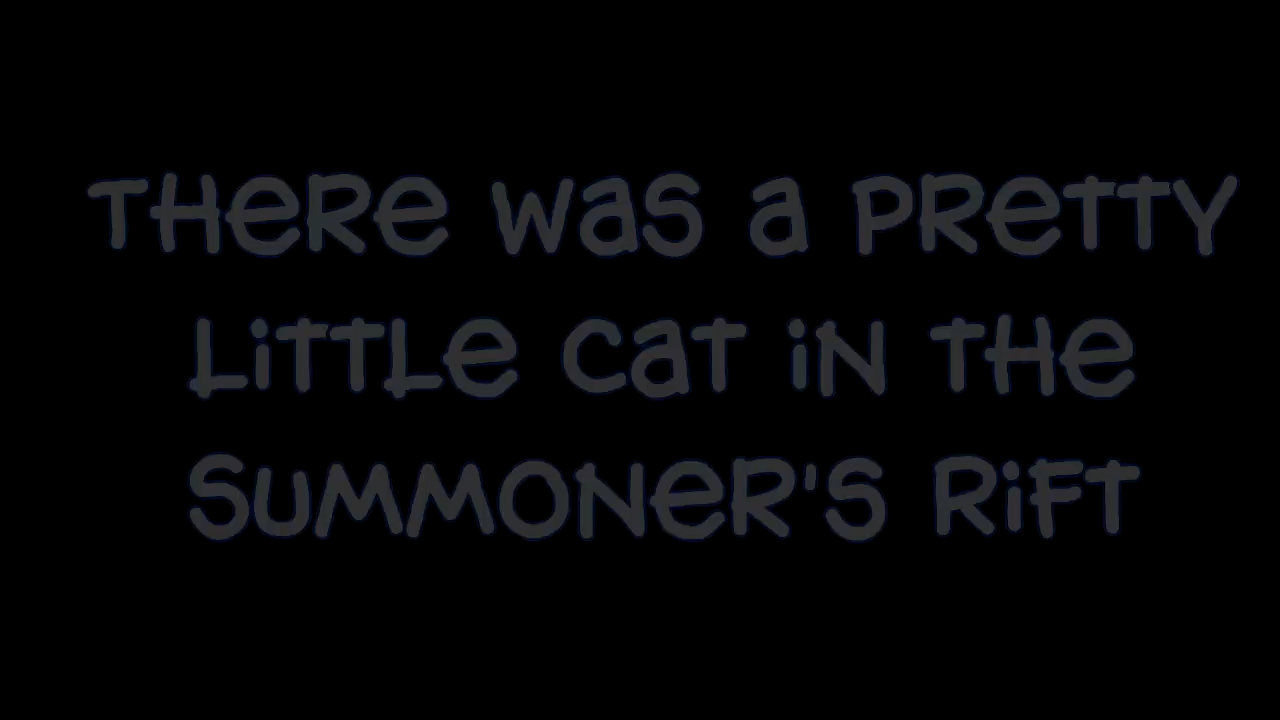 THERE WAS A PRETTY
LITTLE CAT IN THE
SUMMONER'S RIFT